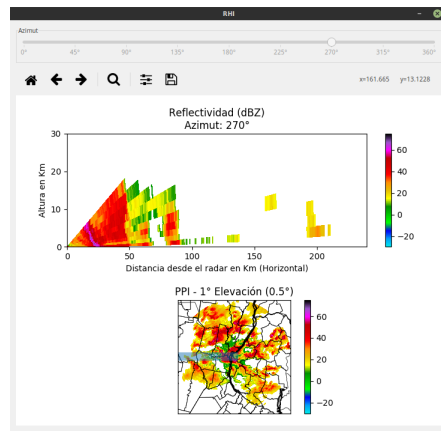 RHI
Azimut
0° 45° 90° 135° 180° 225° 270° 315° 360°
x=161.665 y=13.1228
Reflectividad (dBZ)
Azimut: 270°
30
20
10
0
Altura en Km
0 50 100 150 200
Distancia desde el radar en Km (Horizontal)
60
40
20
0
−20
PPI - 1° Elevación (0.5°)
60
40
20
0
−20